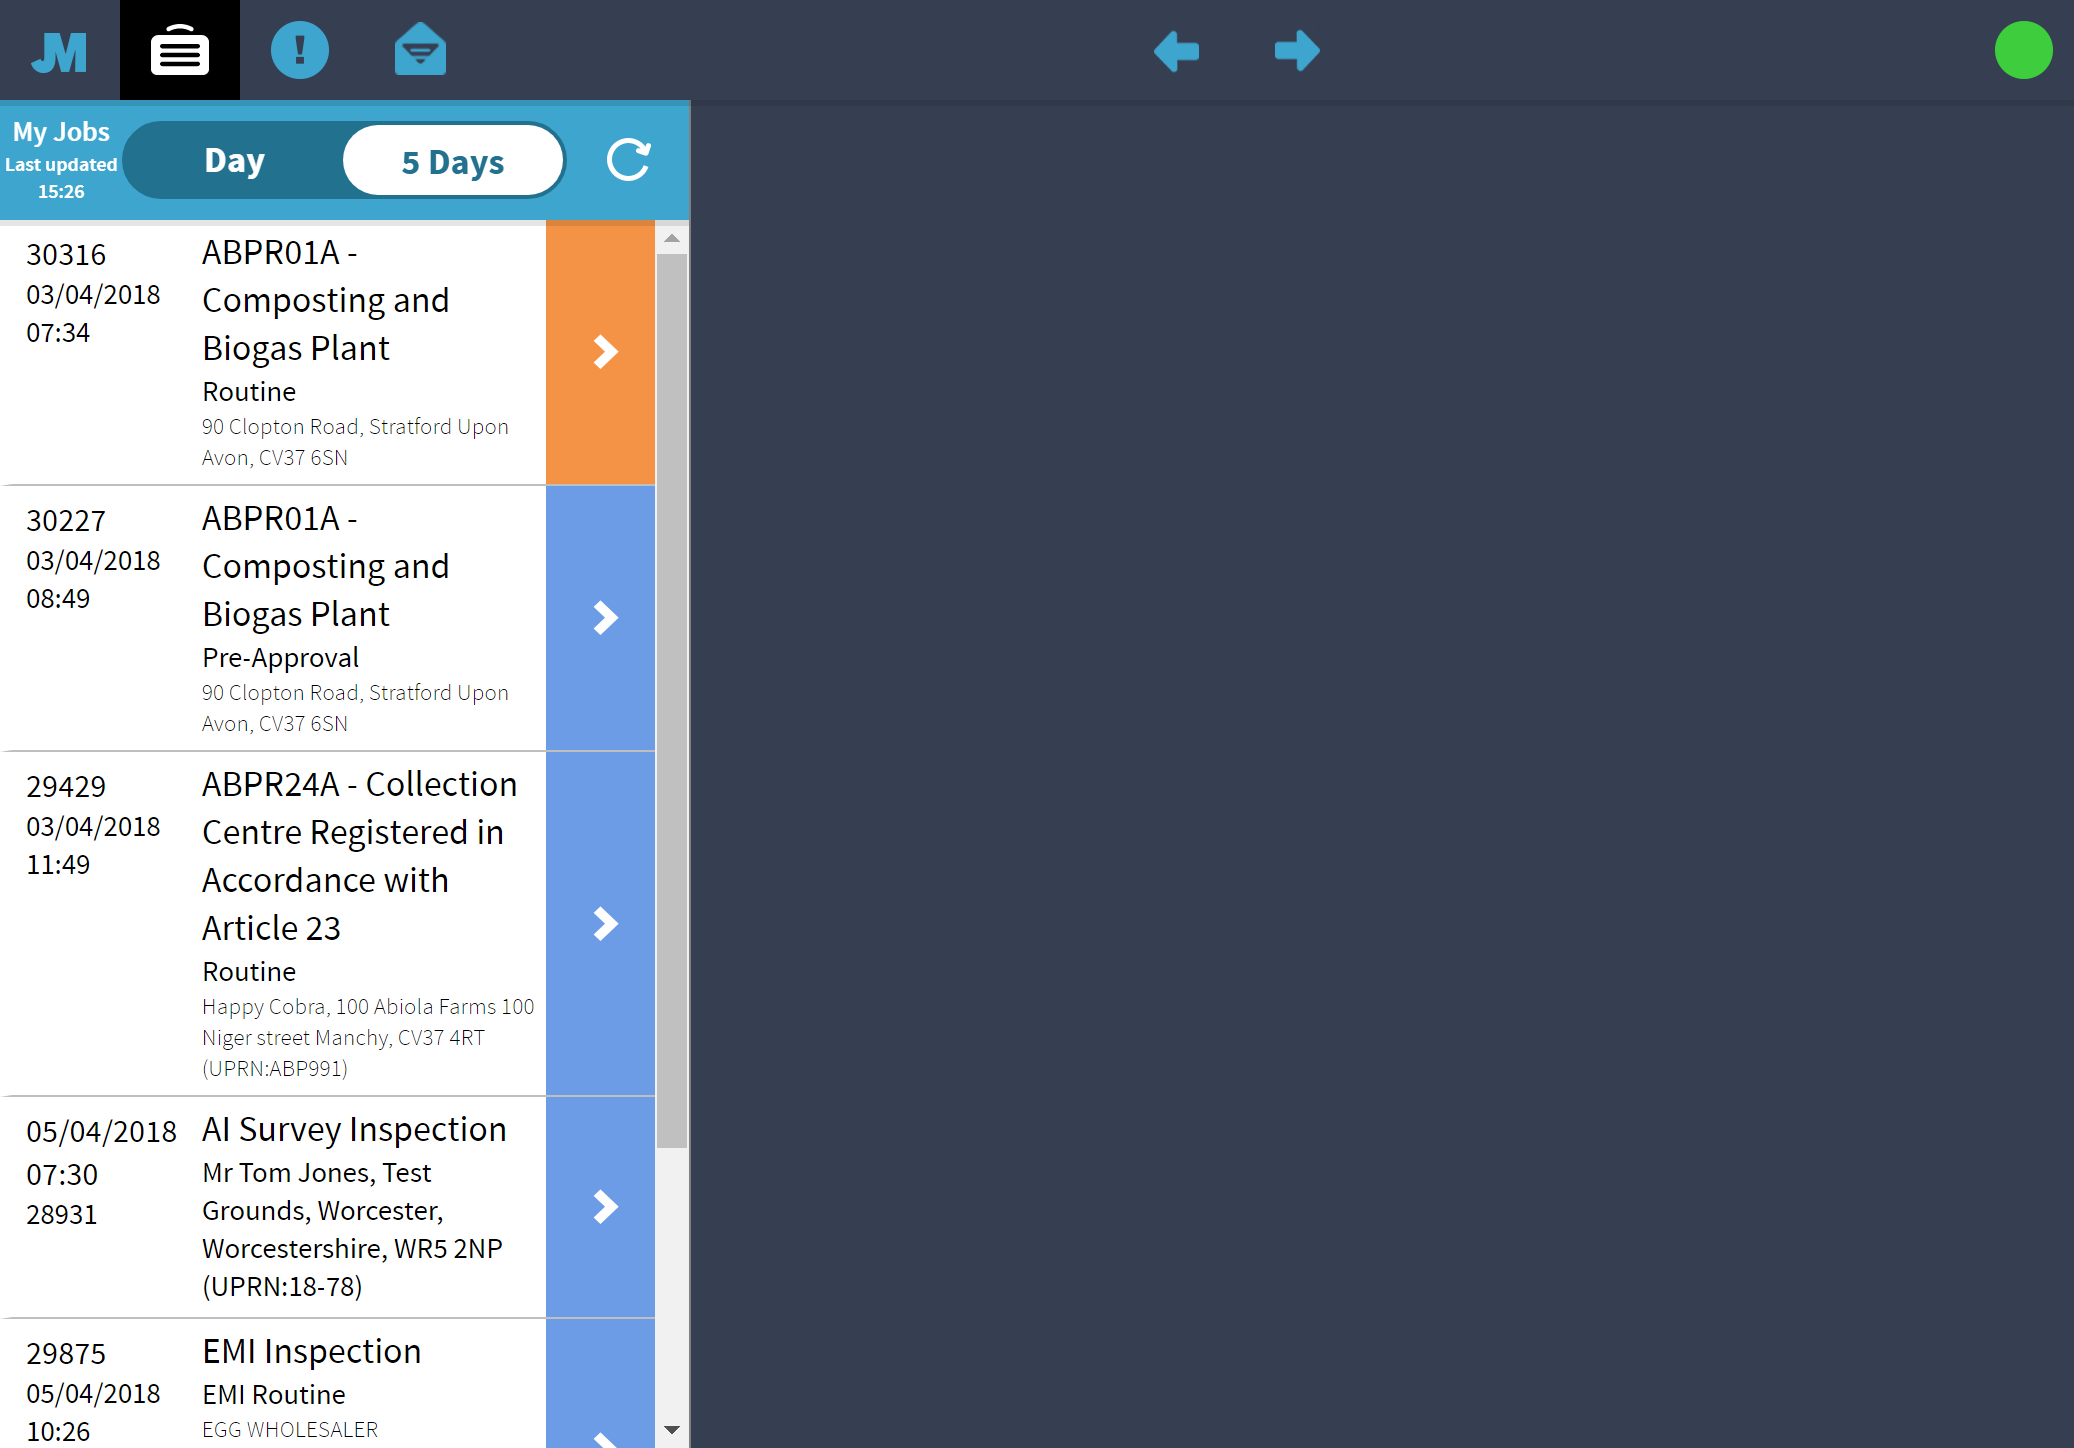 JM
My Jobs
Last updated
15:26
Day
5 Days
30316
03/04/2018
07:34
ABPR01A -
Composting and
Biogas Plant
Routine
90 Clopton Road, Stratford Upon
Avon, CV37 6SN
30227
03/04/2018
08:49
ABPR01A -
Composting and
Biogas Plant
Pre-Approval
90 Clopton Road, Stratford Upon
Avon, CV37 6SN
29429
03/04/2018
11:49
ABPR24A - Collection
Centre Registered in
Accordance with
Article 23
Routine
Happy Cobra, 100 Abiola Farms 100
Niger street Manchy, CV37 4RT
(UPRN:ABP991)
05/04/2018
07:30
28931
AI Survey Inspection
Mr Tom Jones, Test
Grounds, Worcester,
Worcestershire, WR5 2NP
(UPRN:18-78)
29875
05/04/2018
10:26
EMI Inspection
EMI Routine
EGG WHOLESALER